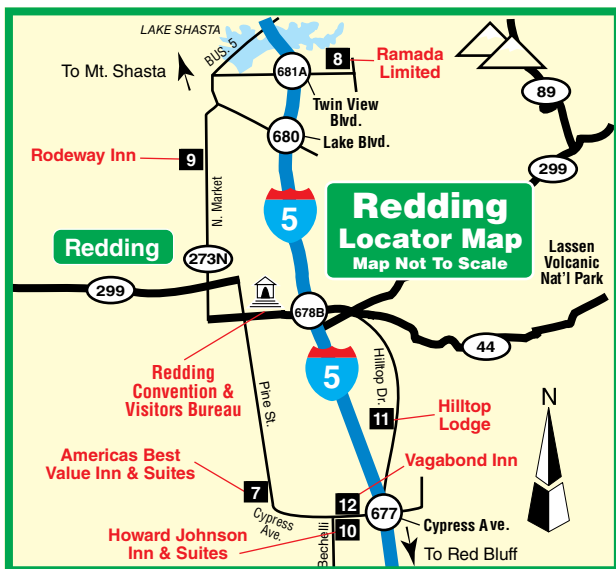 LAKE SHASTA
BUS. 5
To Mt. Shasta
681A
8
Ramada
Limited
Twin View
Blvd.
89
680
Lake Blvd.
Rodeway Inn
9
299
N. Market
5
Redding
Locator Map
Map Not To Scale
Redding
273N
Lassen
Volcanic
Nat'l Park
299
678B
44
Redding
Convention &
Visitors Bureau
5
Hilltop Dr.
Pine St.
11
Hilltop
Lodge
N
Americas Best
Value Inn & Suites
7
Vagabond Inn
12
677
Cypress Ave.
Cypress
Ave.
Howard Johnson
Inn & Suites
10
Bechelli
To Red Bluff